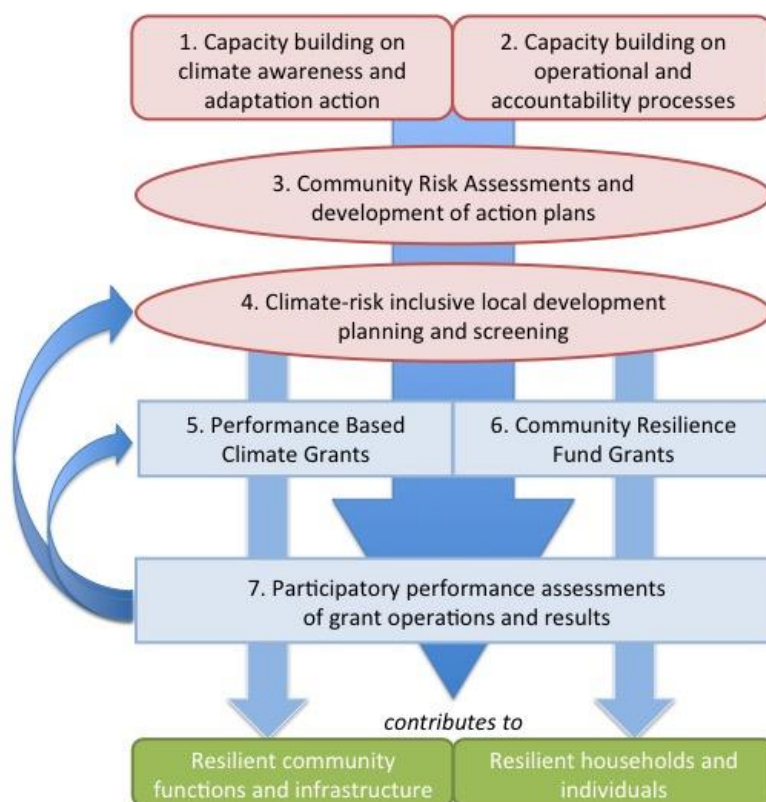 1. Capacity building on
climate awareness and
adaptation action
2. Capacity building on
operational and
accountability processes
3. Community Risk Assessments and
development of action plans
4. Climate-risk inclusive local development
planning and screening
5. Performance Based
Climate Grants
6. Community Resilience
Fund Grants
7. Participatory performance assessments
of grant operations and results
contributes to
Resilient community
functions and infrastructure
Resilient households and
individuals